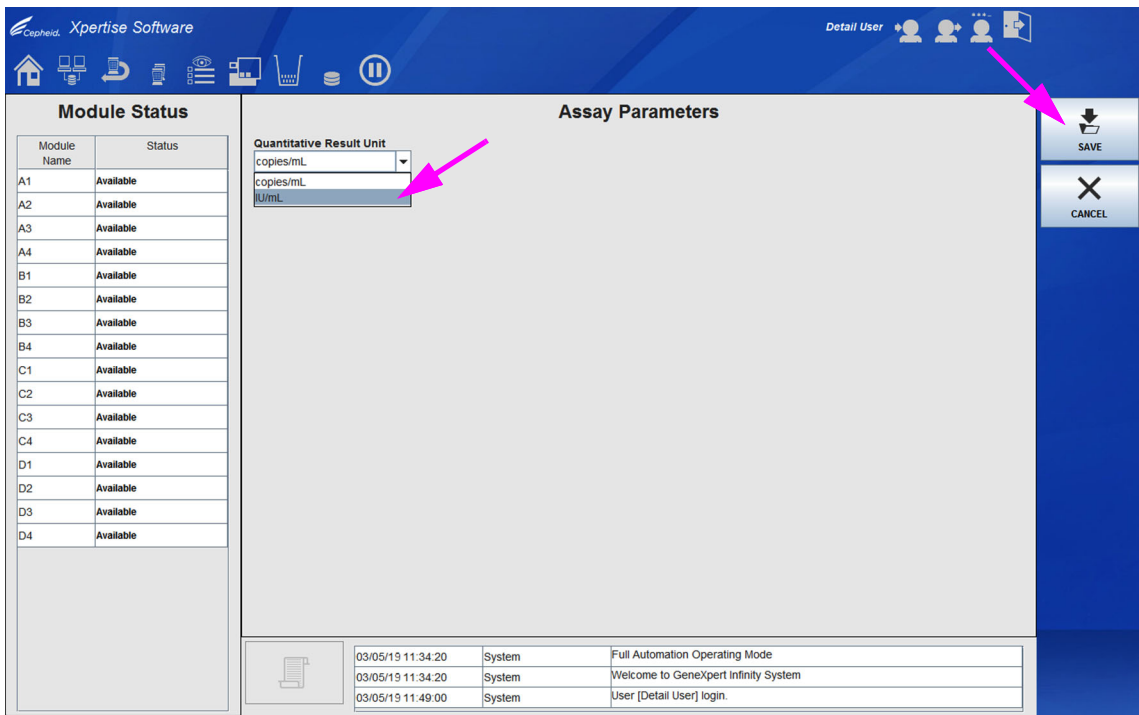 Cepheid. Xpertise Software
Detail User
Module Status
Module Name Status
A1 Available
A2 Available
A3 Available
A4 Available
B1 Available
B2 Available
B3 Available
B4 Available
C1 Available
C2 Available
C3 Available
C4 Available
D1 Available
D2 Available
D3 Available
D4 Available
Assay Parameters
Quantitative Result Unit
copies/mL
copies/mL
IU/mL
SAVE
CANCEL
03/05/19 11:34:20 System Full Automation Operating Mode
03/05/19 11:34:20 System Welcome to GeneXpert Infinity System
03/05/19 11:49:00 System User [Detail User] login.